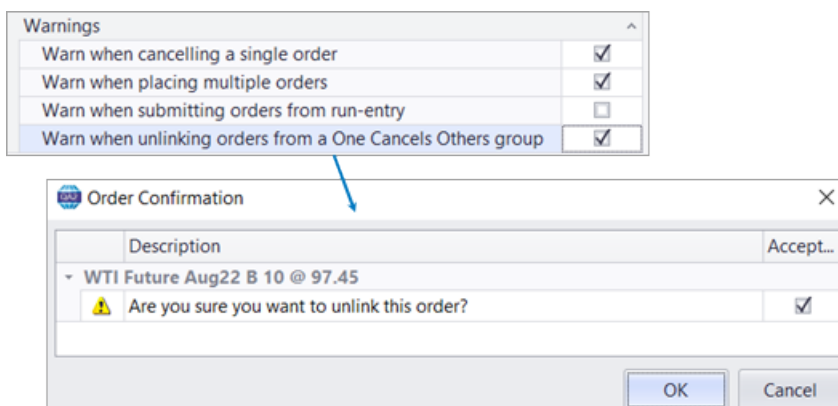 Warnings
Warn when cancelling a single order
Warn when placing multiple orders
Warn when submitting orders from run-entry
Warn when unlinking orders from a One Cancels Others group
Order Confirmation
Description Accept...
WTI Future Aug22 B 10 @ 97.45
Are you sure you want to unlink this order?
OK Cancel